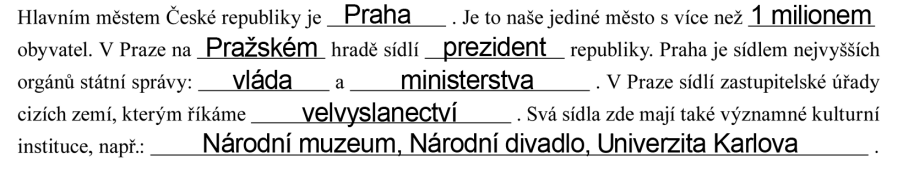 Hlavním městem České republiky je Praha . Je to naše jediné město s více než 1 milionem
obyvatel. V Praze na Pražském hradě sídlí prezident republiky. Praha je sídlem nejvyšších
orgánů státní správy: vláda a ministerstva . V Praze sídlí zastupitelské úřady
cizích zemí, kterým říkáme velvyslanectví . Svá sídla zde mají také významné kulturní
instituce, např.: Národní muzeum, Národní divadlo, Univerzita Karlova .